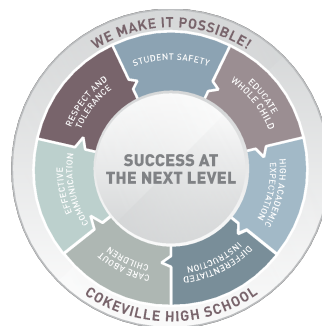 WE MAKE IT POSSIBLE!
STUDENT SAFETY
EDUCATE
WHOLE CHILD
HIGH ACADEMIC
EXPECTATION
DIFFERENTIATED
INSTRUCTION
CARE ABOUT
CHILDREN
EFFECTIVE
COMMUNICATION
RESPECT AND
TOLERANCE
SUCCESS AT
THE NEXT LEVEL
COKEVILLE HIGH SCHOOL